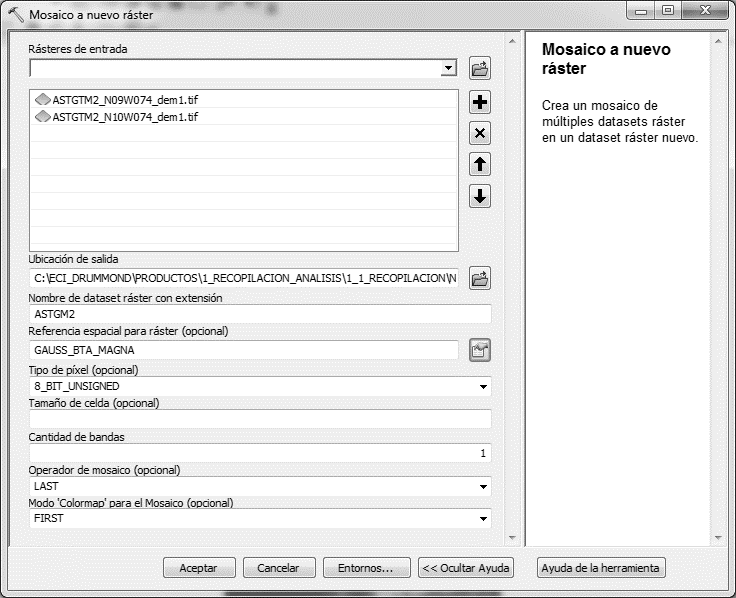 Mosaico a nuevo ráster
Rásteres de entrada
ASTGTM2_N09W074_dem1.tif
ASTGTM2_N10W074_dem1.tif
Ubicación de salida
C:\ECI_DRUMMOND\PRODUCTOS\1_RECOPILACION_ANALISIS\1_1_RECOPILACION\N
Nombre de dataset ráster con extensión
ASTGM2
Referencia espacial para ráster (opcional)
GAUSS_BTA_MAGNA
Tipo de píxel (opcional)
8_BIT_UNSIGNED
Tamaño de celda (opcional)
Cantidad de bandas
1
Operador de mosaico (opcional)
LAST
Modo 'Colormap' para el Mosaico (opcional)
FIRST
Mosaico a nuevo
ráster
Crea un mosaico de
múltiples datasets ráster
en un dataset ráster nuevo.
Aceptar
Cancelar
Entornos...
<< Ocultar Ayuda
Ayuda de la herramienta